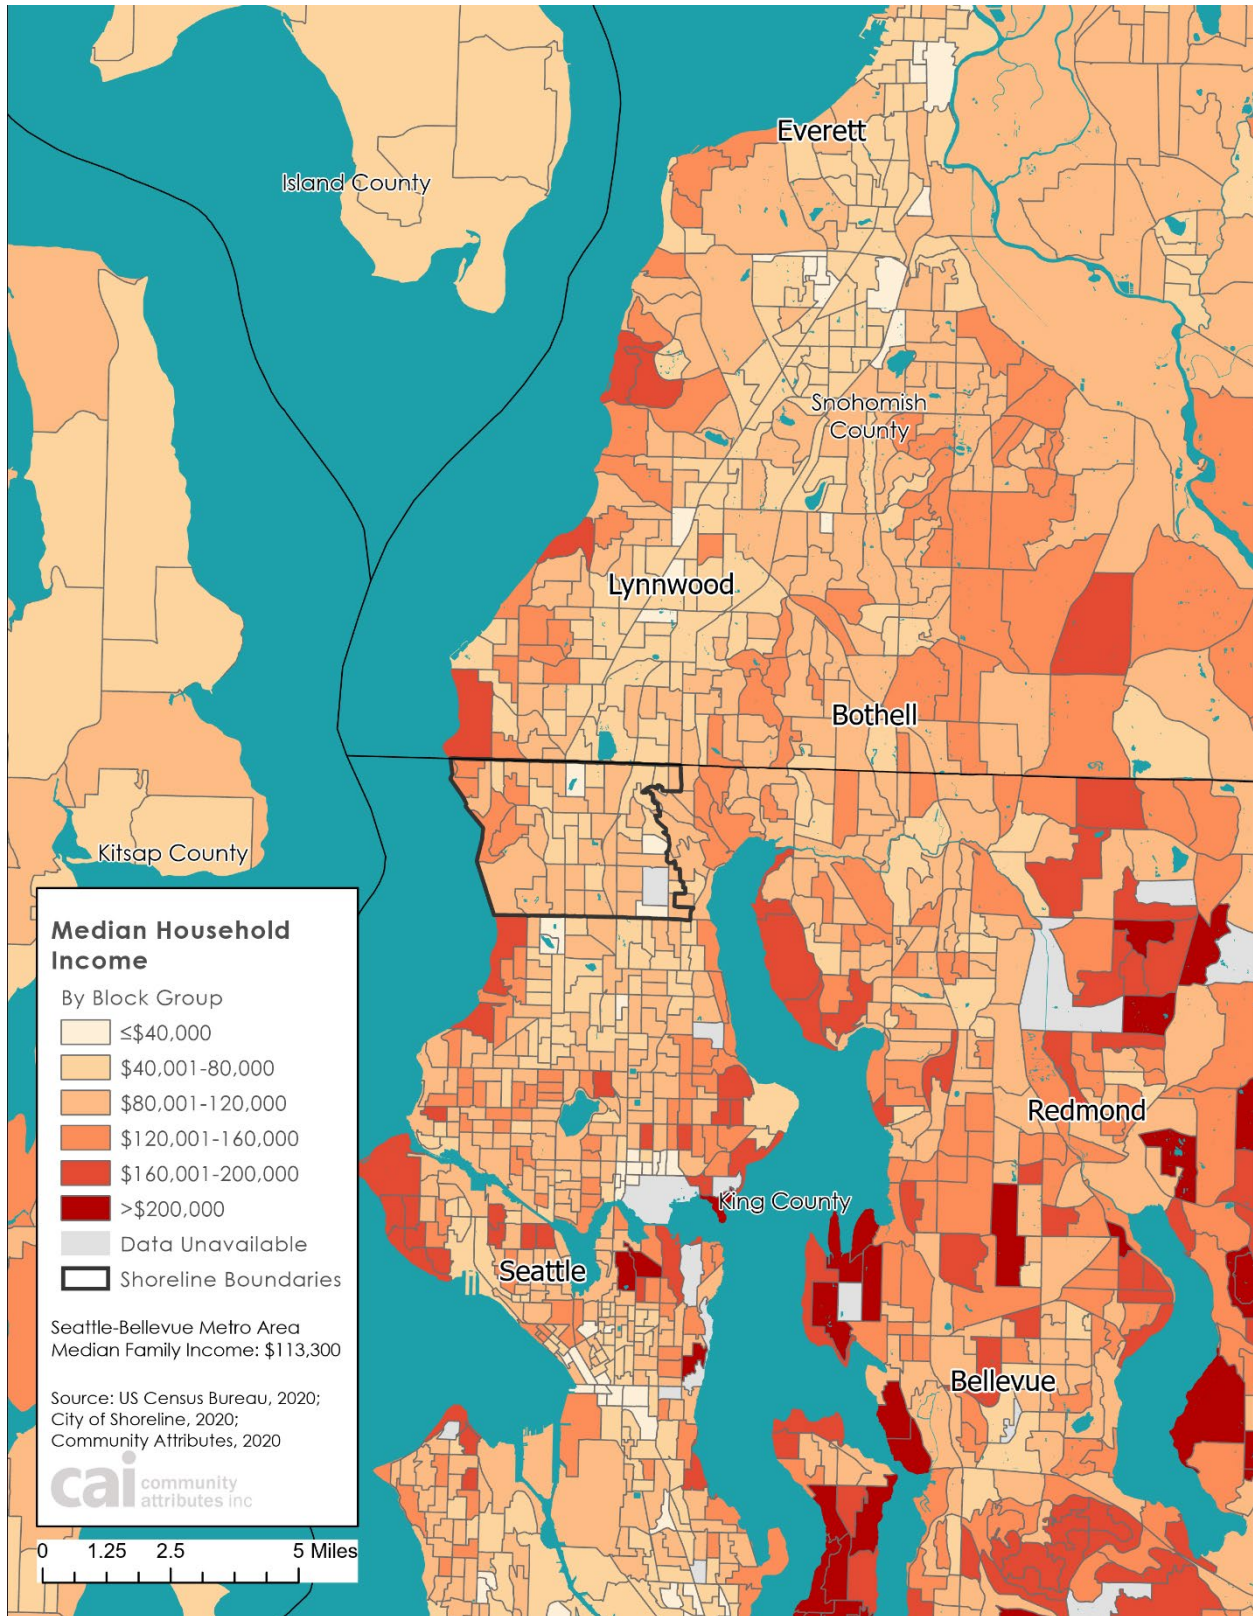 Everett
Island County
Snohomish
County
Lynnwood
Bothell
Kitsap County
Redmond
King County
Seattle
Bellevue
Median Household
Income
By Block Group
≤$40,000
$40,001-80,000
$80,001-120,000
$120,001-160,000
$160,001-200,000
>$200,000
Data Unavailable
Shoreline Boundaries
Seattle-Bellevue Metro Area
Median Family Income: $113,300
Source: US Census Bureau, 2020;
City of Shoreline, 2020;
Community Attributes, 2020
cai community
attributes inc
0 1.25 2.5 5 Miles